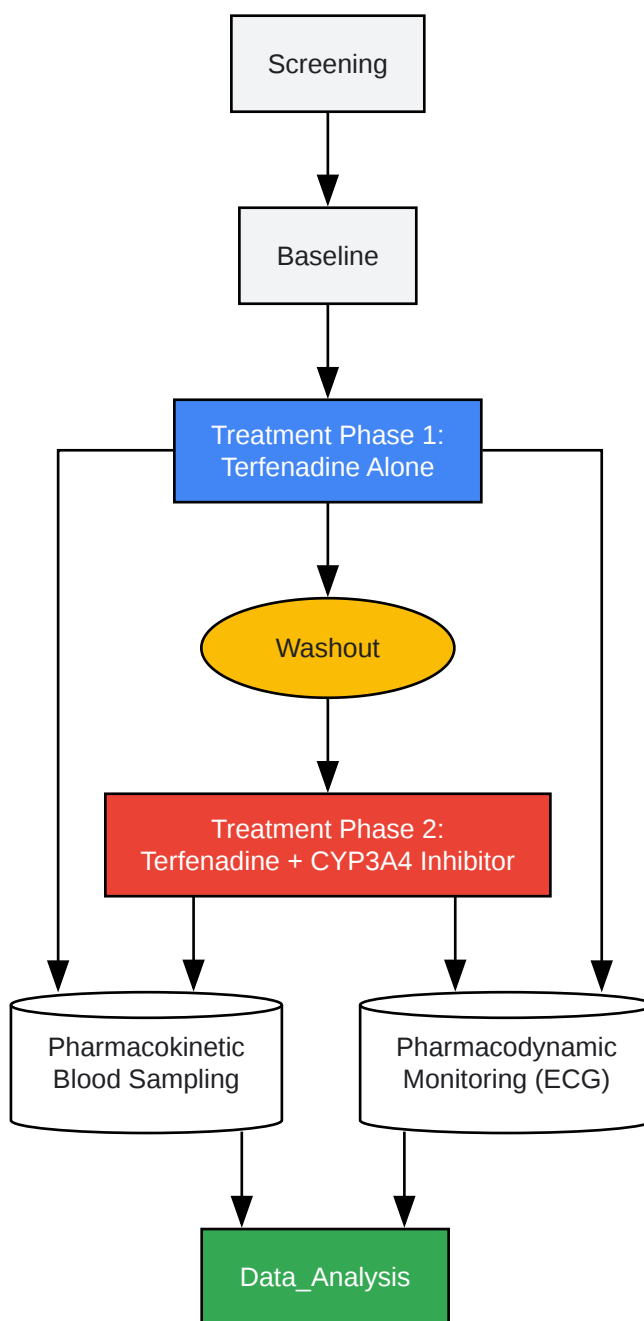 Screening
Baseline
Treatment Phase 1:
Terfenadine Alone
Washout
Treatment Phase 2:
Terfenadine + CYP3A4 Inhibitor
Pharmacokinetic
Blood Sampling
Pharmacodynamic
Monitoring (ECG)
Data_Analysis